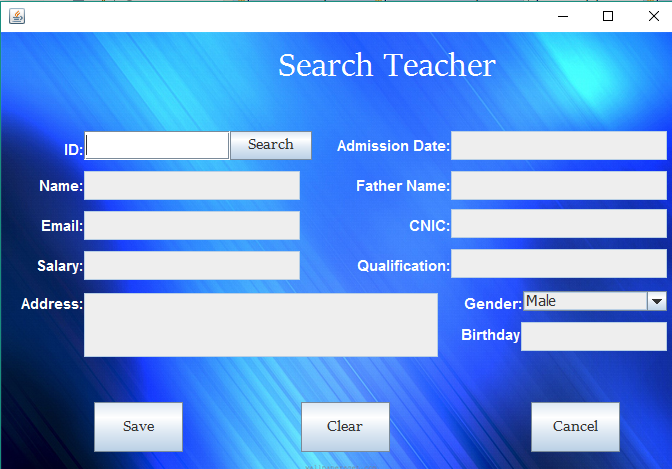 Search Teacher
ID: Search Admission Date:
Name: Father Name:
Email: CNIC:
Salary: Qualification:
Address: Gender: Male
Birthday
Save Clear Cancel